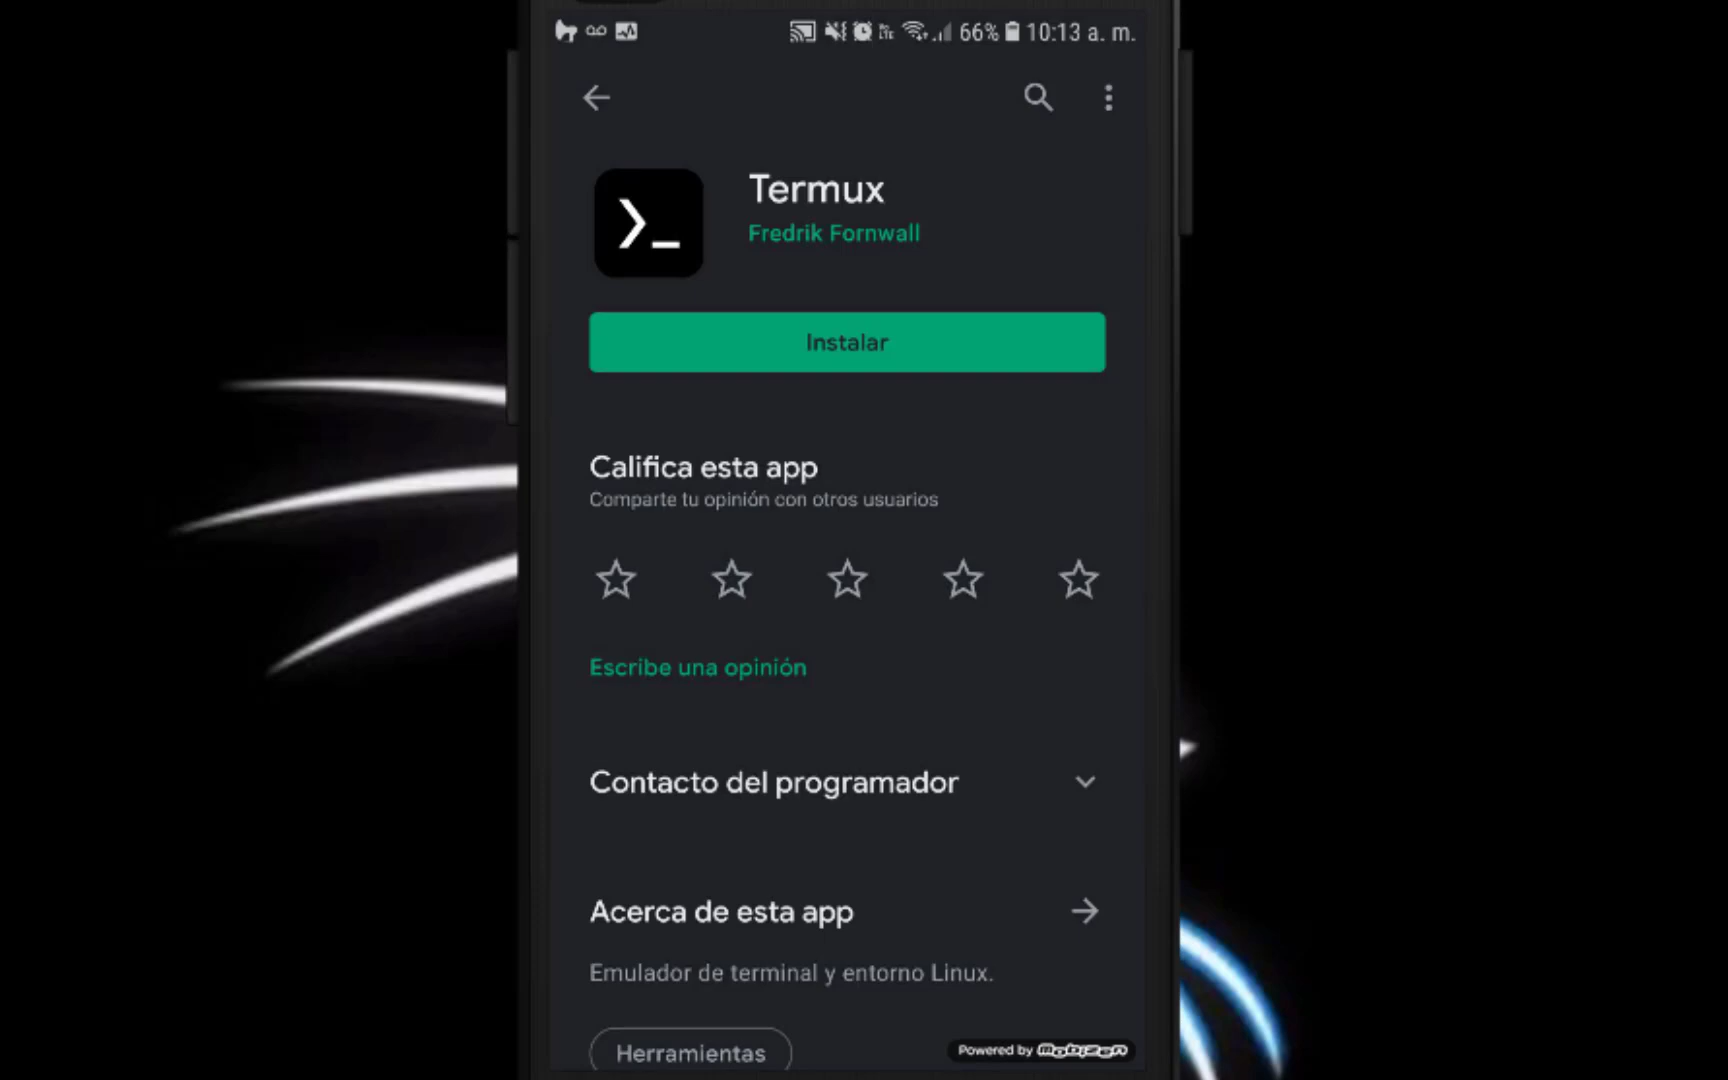 66% 10:13 a. m.
Termux
Fredrik Fornwall
Instalar
Califica esta app
Comparte tu opinión con otros usuarios
Escribe una opinión
Contacto del programador
Acerca de esta app
Emulador de terminal y entorno Linux.
Herramientas
Powered by mobizen